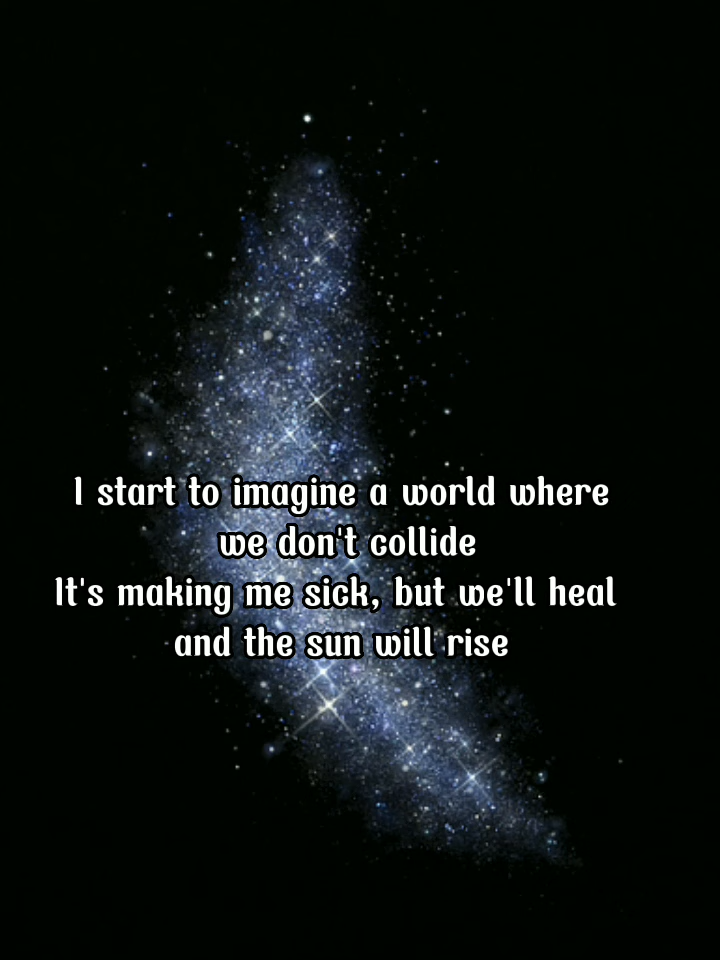 I start to imagine a world where
we don't collide
It's making me sick, but we'll heal
and the sun will rise